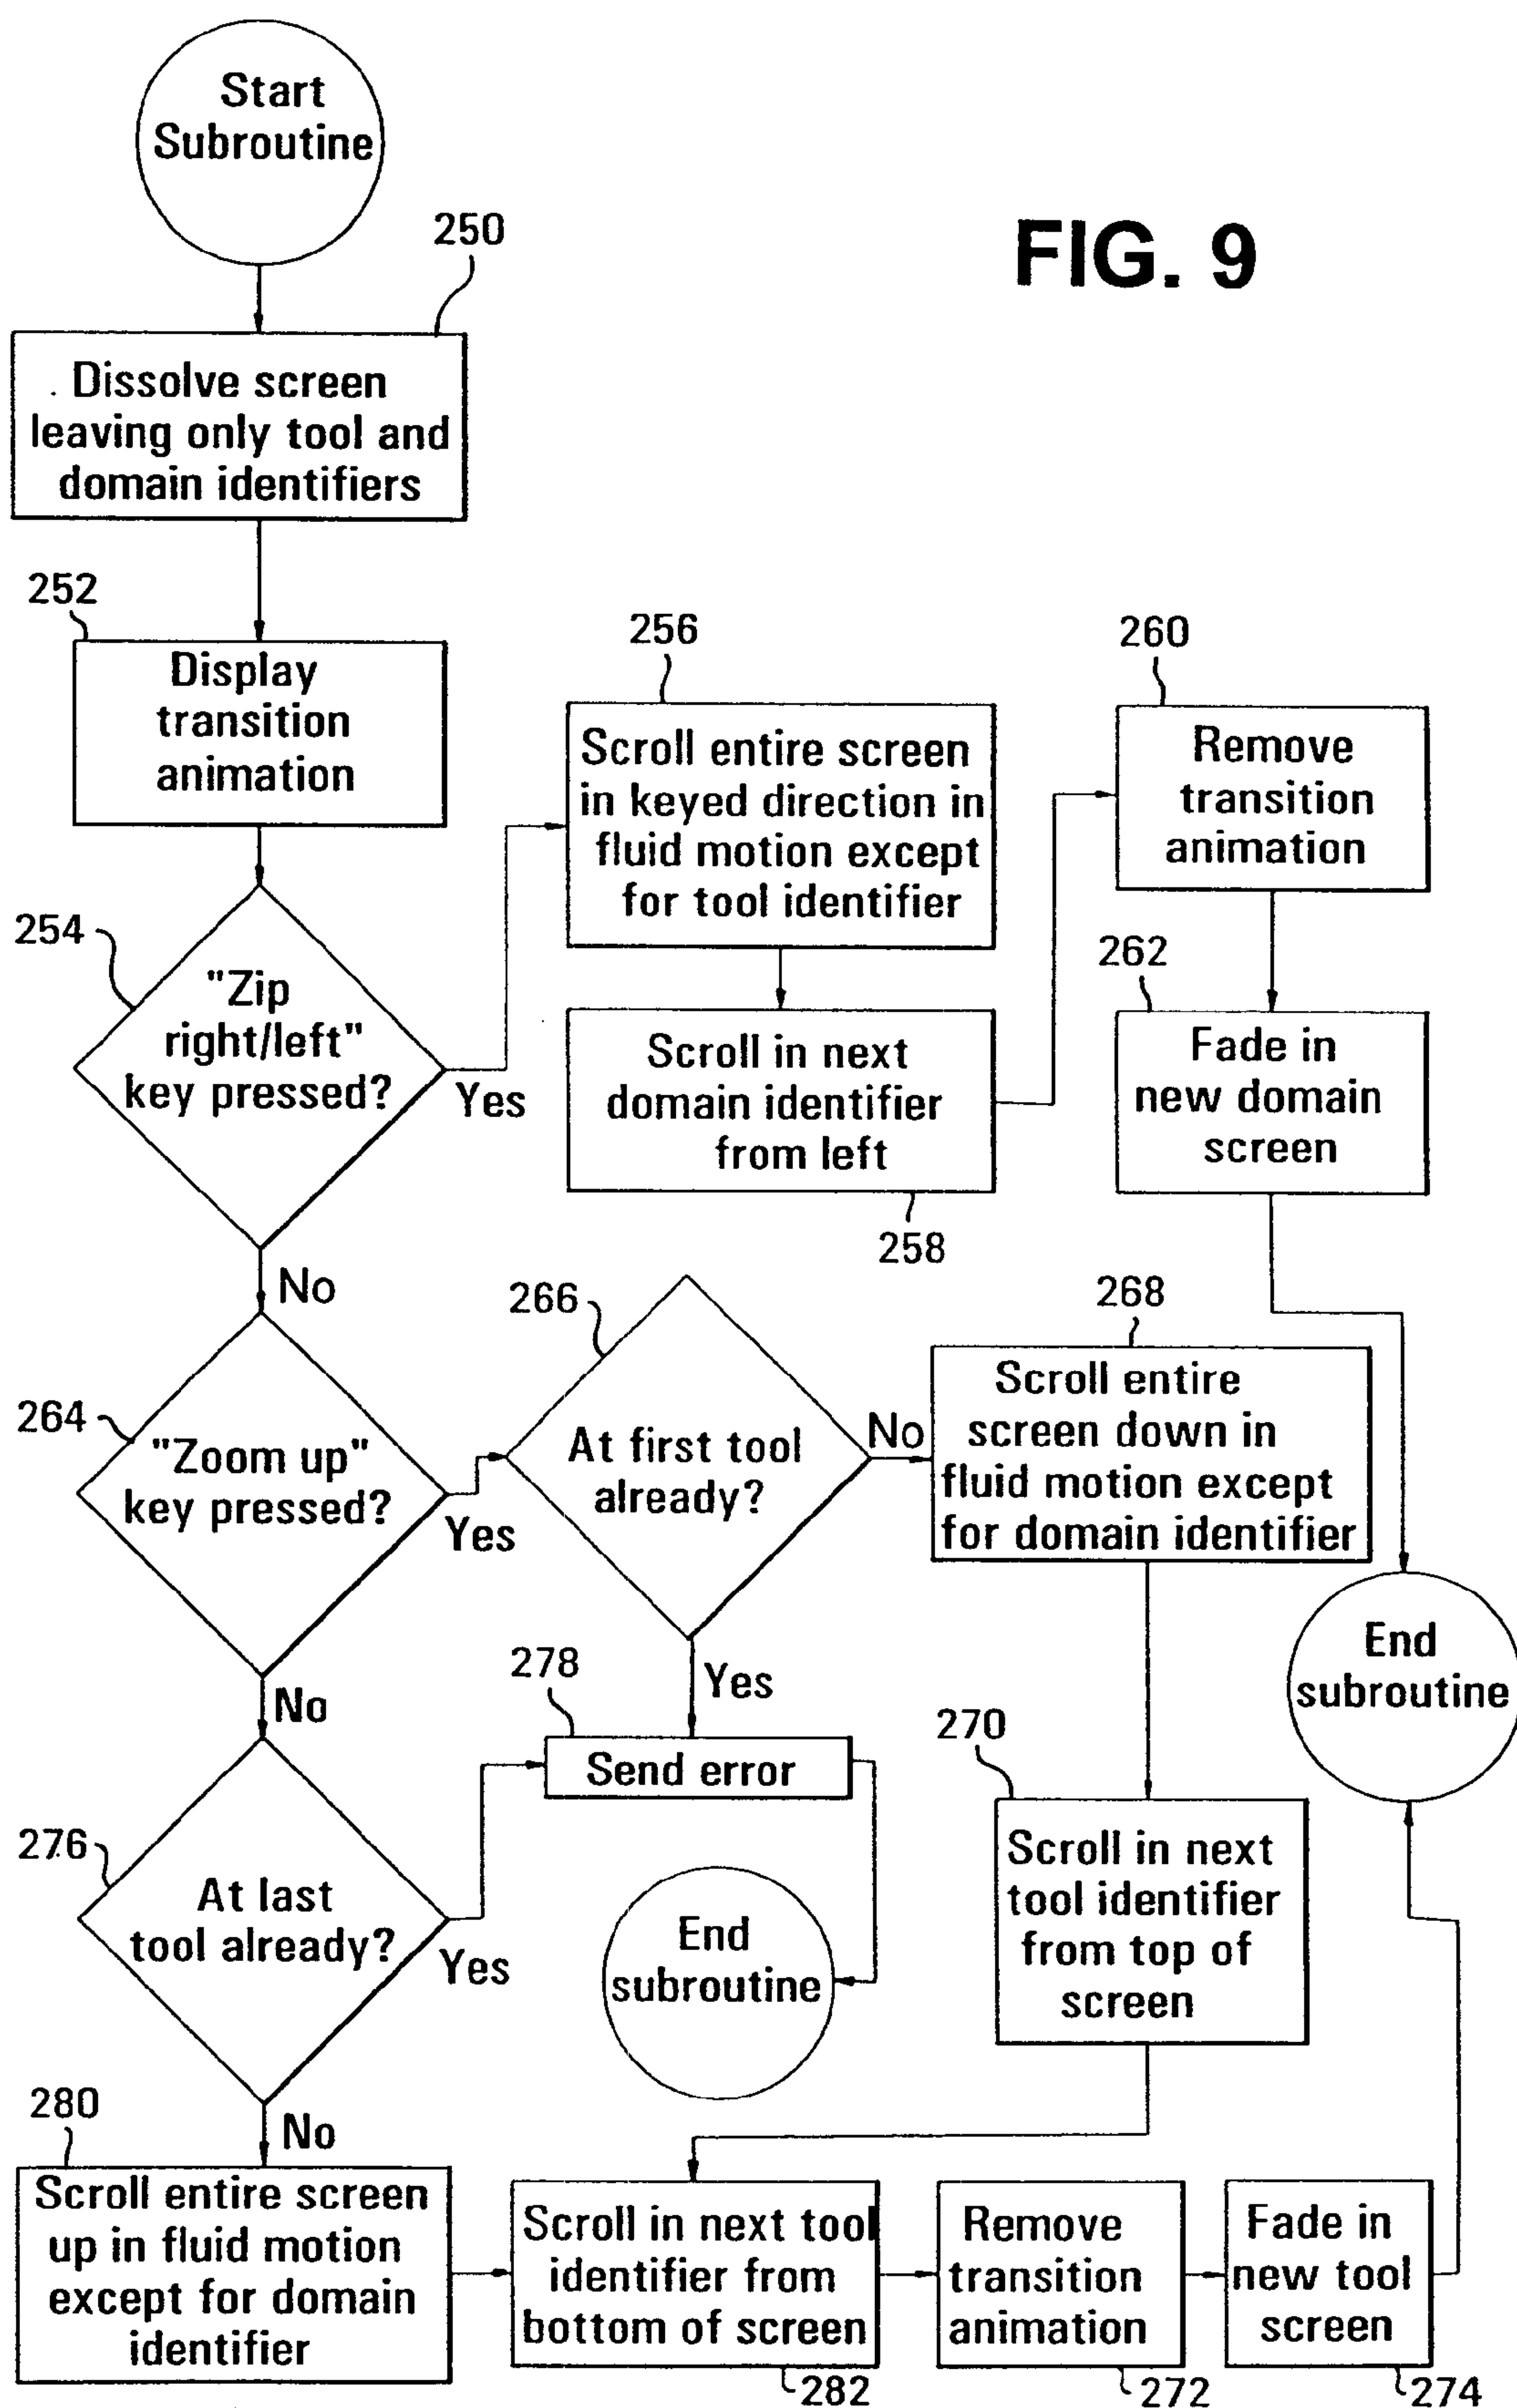 Start
Subroutine
FIG. 9
250
Dissolve screen
leaving only tool and
domain identifiers
252
Display
transition
animation
256
Scroll entire screen
in keyed direction in
fluid motion except
for tool identifier
260
Remove
transition
animation
254
"Zip
right/left"
key pressed?
Yes
No
Scroll in next
domain identifier
from left
258
262
Fade in
new domain
screen
264
"Zoom up"
key pressed?
Yes
No
266
At first tool
already?
No
Yes
268
Scroll entire
screen down in
fluid motion except
for domain identifier
End
subroutine
278
Send error
270
Scroll in next
tool identifier
from top of
screen
276
At last
tool already?
Yes
No
End
subroutine
280
Scroll entire screen
up in fluid motion
except for domain
identifier
Scroll in next tool
identifier from
bottom of screen
282
Remove
transition
animation
272
Fade in
new tool
screen
274